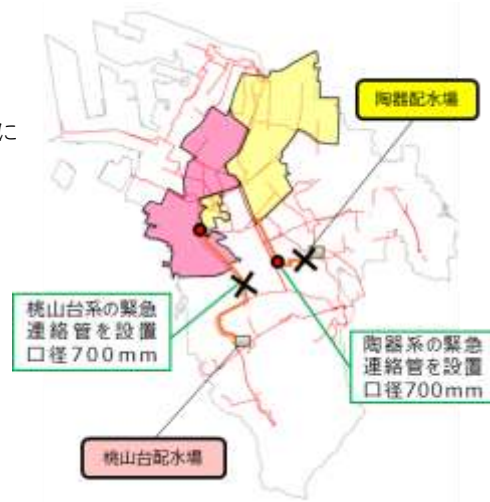 に
陶器配水場
桃山台系の緊急
連絡管を設置
口径700mm
陶器系の緊急
連絡管を設置
口径700mm
桃山台配水場